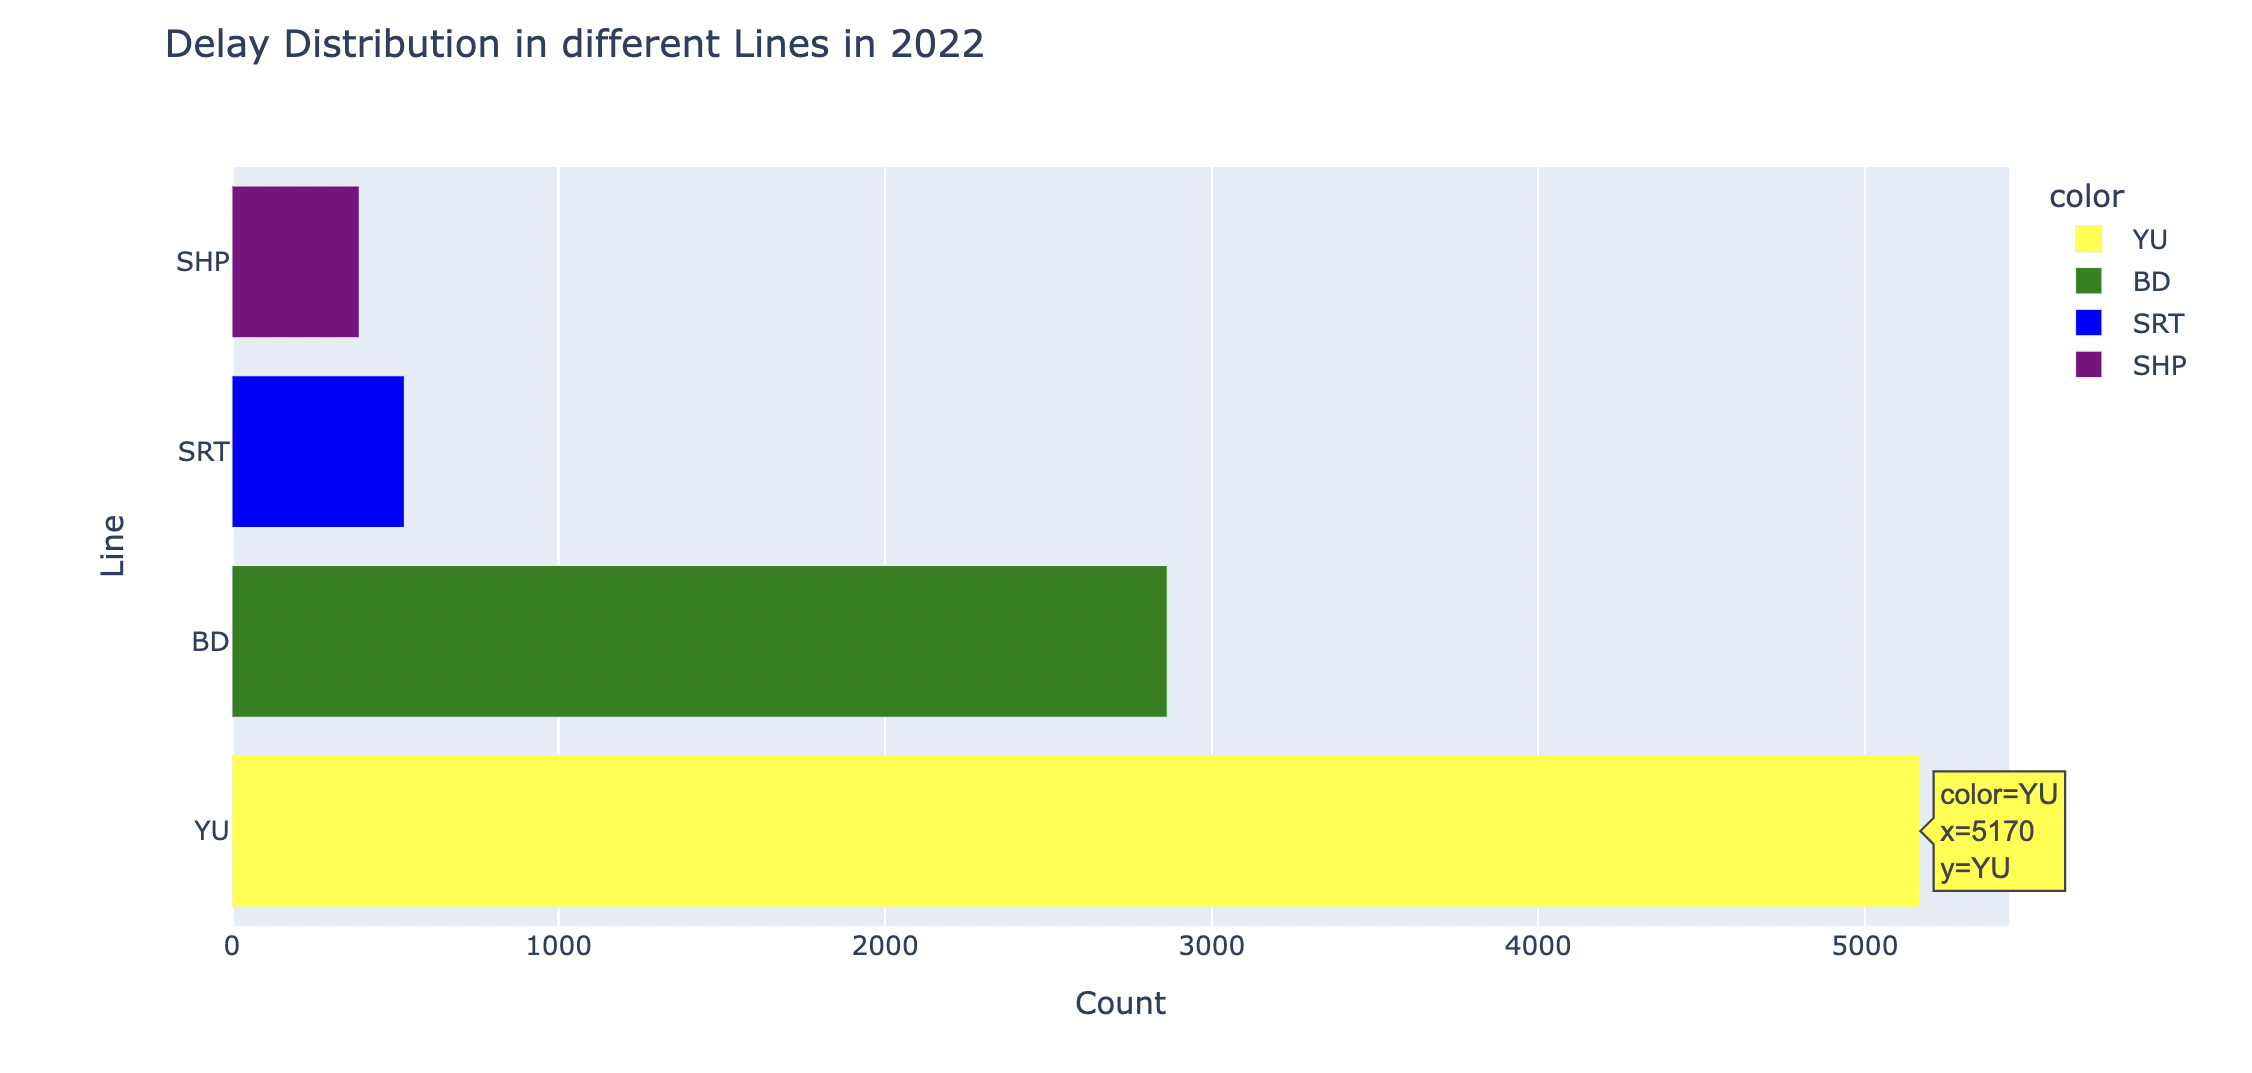 Delay Distribution in different Lines in 2022
color
YU
BD
SRT
SHP
Line
SHP
SRT
BD
YU
color=YU
x=5170
y=YU
0 1000 2000 3000 4000 5000
Count